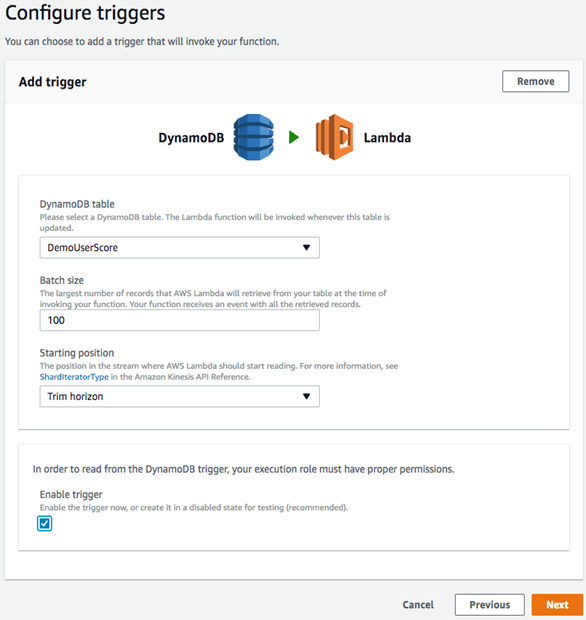 Configure triggers
You can choose to add a trigger that will invoke your function.
Add trigger
Remove
DynamoDB
Lambda
DynamoDB table
Please select a DynamoDB table. The Lambda function will be invoked whenever this table is
updated.
DemoUserScore
Batch size
The largest number of records that AWS Lambda will retrieve from your table at the time of
invoking your function. Your function receives an event with all the retrieved records.
100
Starting position
The position in the stream where AWS Lambda should start reading. For more information, see
ShardIteratorType in the Amazon Kinesis API Reference.
Trim horizon
In order to read from the DynamoDB trigger, your execution role must have proper permissions.
Enable trigger
Enable the trigger now, or create it in a disabled state for testing (recommended).
Cancel
Previous
Next